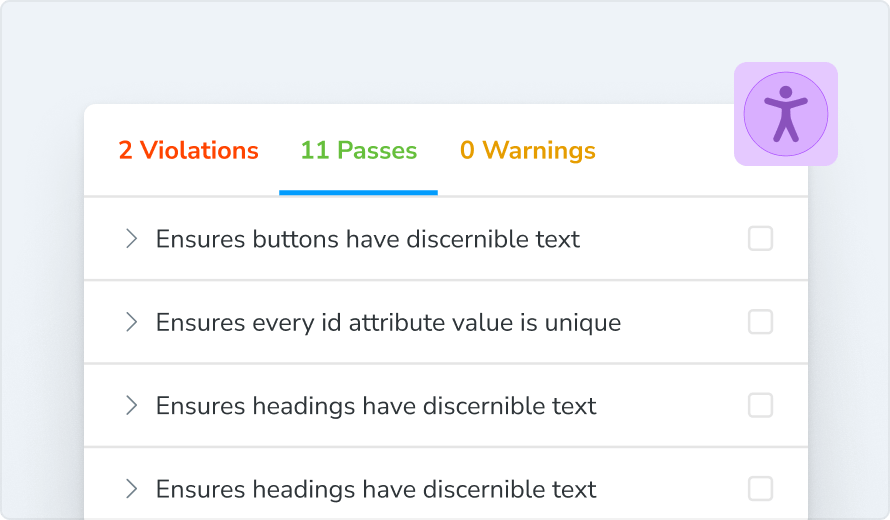 2 Violations 11 Passes 0 Warnings
Ensures buttons have discernible text
Ensures every id attribute value is unique
Ensures headings have discernible text
Ensures headings have discernible text